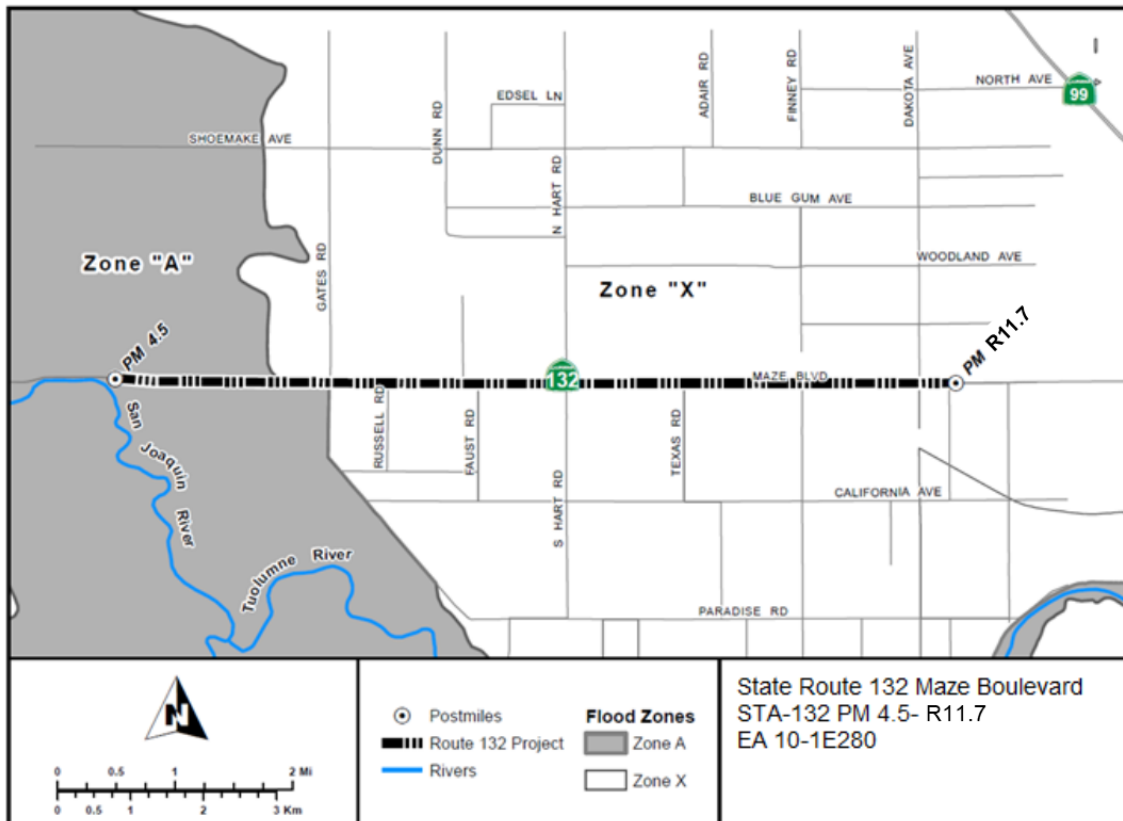 NORTH AVE
99
EDSEL LN
ADAIR RD
FINNEY RD
DAKOTA AVE
DUNN RD
SHOEMAKE AVE
N HART RD
BLUE GUM AVE
GATES RD
WOODLAND AVE
Zone "A"
Zone "X"
PM 4.5
PM R11.7
132
MAZE BLVD
San Joaquin River
RUSSELL RD
FAUST RD
TEXAS RD
CALIFORNIA AVE
S HART RD
Tuolumne River
PARADISE RD
N
0 0.5 1 2 Mi
0 0.5 1 2 3 Km
Postmiles
Route 132 Project
Rivers
Flood Zones
Zone A
Zone X
State Route 132 Maze Boulevard
STA-132 PM 4.5- R11.7
EA 10-1E280